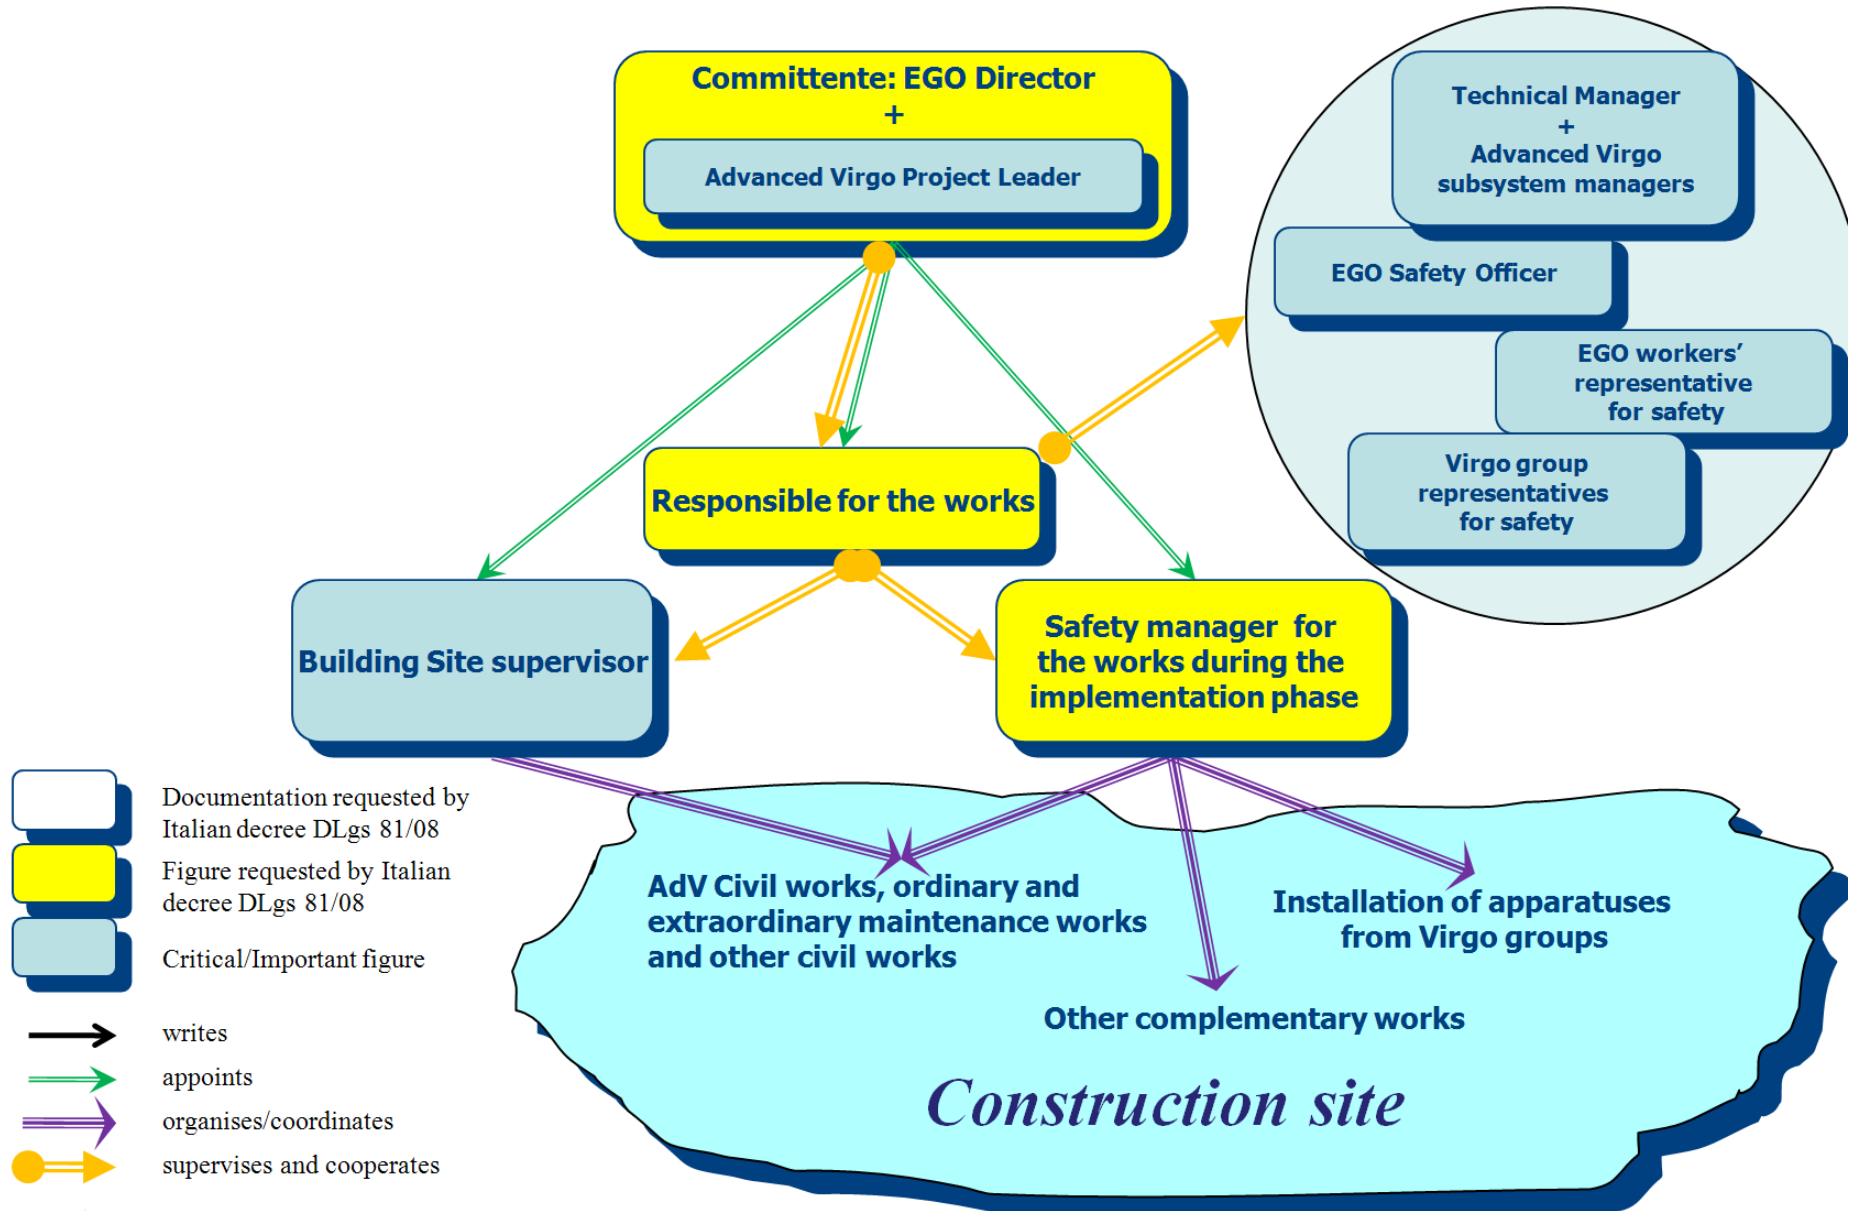 Committente: EGO Director
+
Advanced Virgo Project Leader
Technical Manager
+
Advanced Virgo
subsystem managers
EGO Safety Officer
EGO workers’
representative
for safety
Virgo group
representatives
for safety
Responsible for the works
Building Site supervisor
Safety manager for
the works during the
implementation phase
Documentation requested by
Italian decree DLgs 81/08
Figure requested by Italian
decree DLgs 81/08
Critical/Important figure
writes
appoints
organises/coordinates
supervises and cooperates
AdV Civil works, ordinary and
extraordinary maintenance works
and other civil works
Installation of apparatuses
from Virgo groups
Other complementary works
Construction site